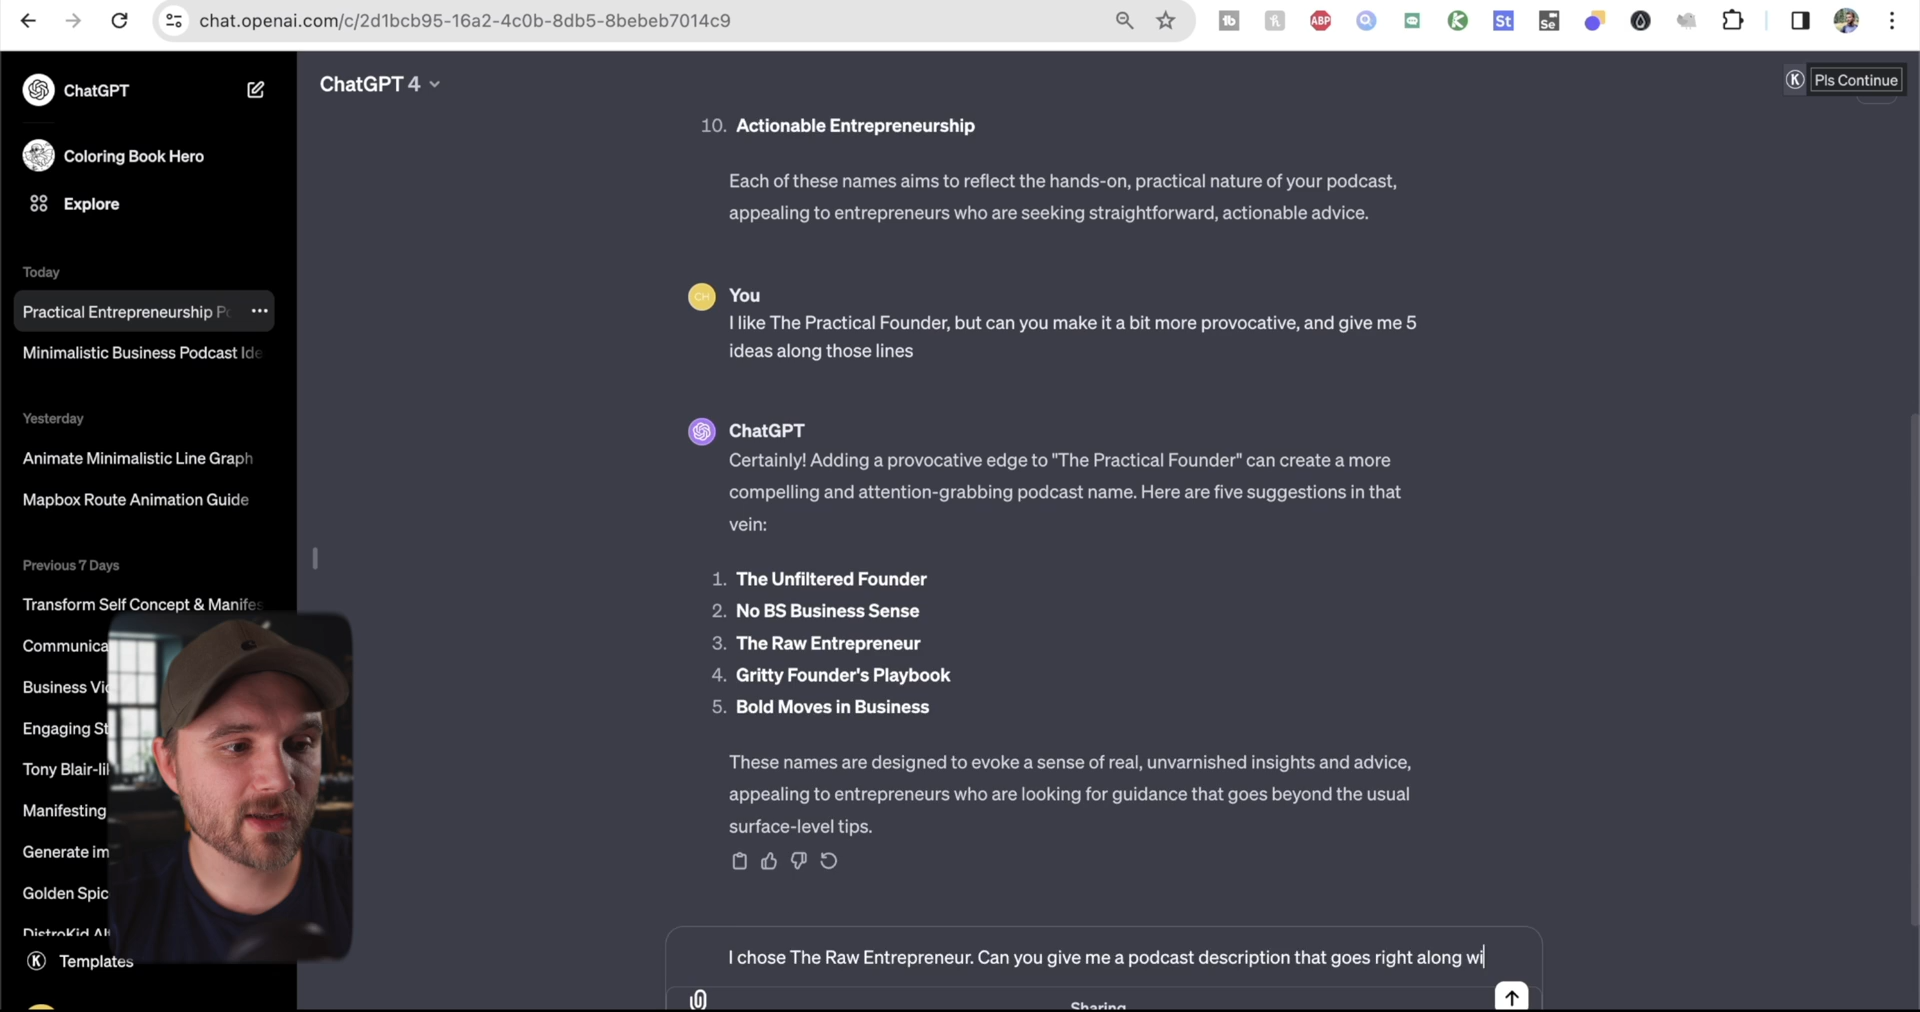 chat.openai.com/c/2d1bcb95-16a2-4c0b-8db5-8bebeb7014c9
ABP
St
Se
ChatGPT
ChatGPT 4
Pls Continue
Coloring Book Hero
Explore
Today
Practical Entrepreneurship Po
Minimalistic Business Podcast Ide
Yesterday
Animate Minimalistic Line Graph
Mapbox Route Animation Guide
Previous 7 Days
Transform Self Concept & Manifes
Communica
Business Vi
Engaging St
Tony Blair-li
Manifesting
Generate im
Golden Spic
DistroKid Al
Templates
10. Actionable Entrepreneurship
Each of these names aims to reflect the hands-on, practical nature of your podcast,
appealing to entrepreneurs who are seeking straightforward, actionable advice.
CH
You
I like The Practical Founder, but can you make it a bit more provocative, and give me 5
ideas along those lines
ChatGPT
Certainly! Adding a provocative edge to "The Practical Founder" can create a more
compelling and attention-grabbing podcast name. Here are five suggestions in that
vein:
1. The Unfiltered Founder
2. No BS Business Sense
3. The Raw Entrepreneur
4. Gritty Founder's Playbook
5. Bold Moves in Business
These names are designed to evoke a sense of real, unvarnished insights and advice,
appealing to entrepreneurs who are looking for guidance that goes beyond the usual
surface-level tips.
I chose The Raw Entrepreneur. Can you give me a podcast description that goes right along wi
Sharing